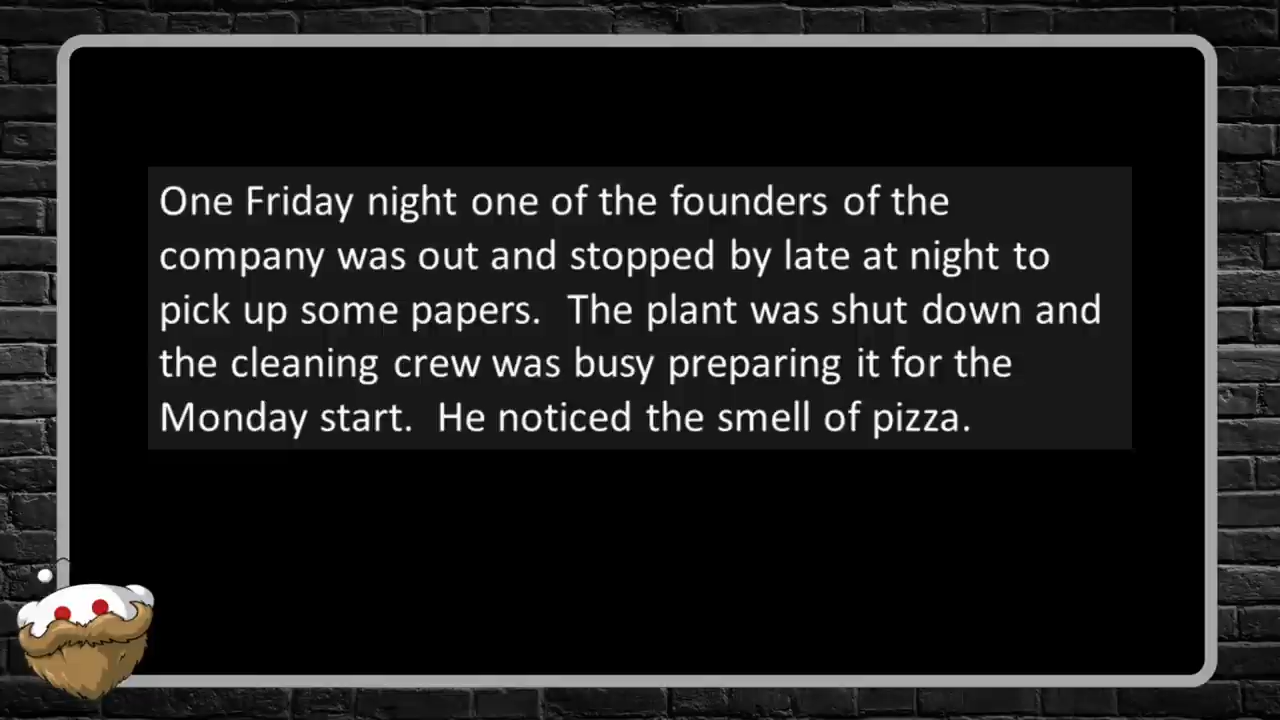 One Friday night one of the founders of the
company was out and stopped by late at night to
pick up some papers.  The plant was shut down and
the cleaning crew was busy preparing it for the
Monday start.  He noticed the smell of pizza.